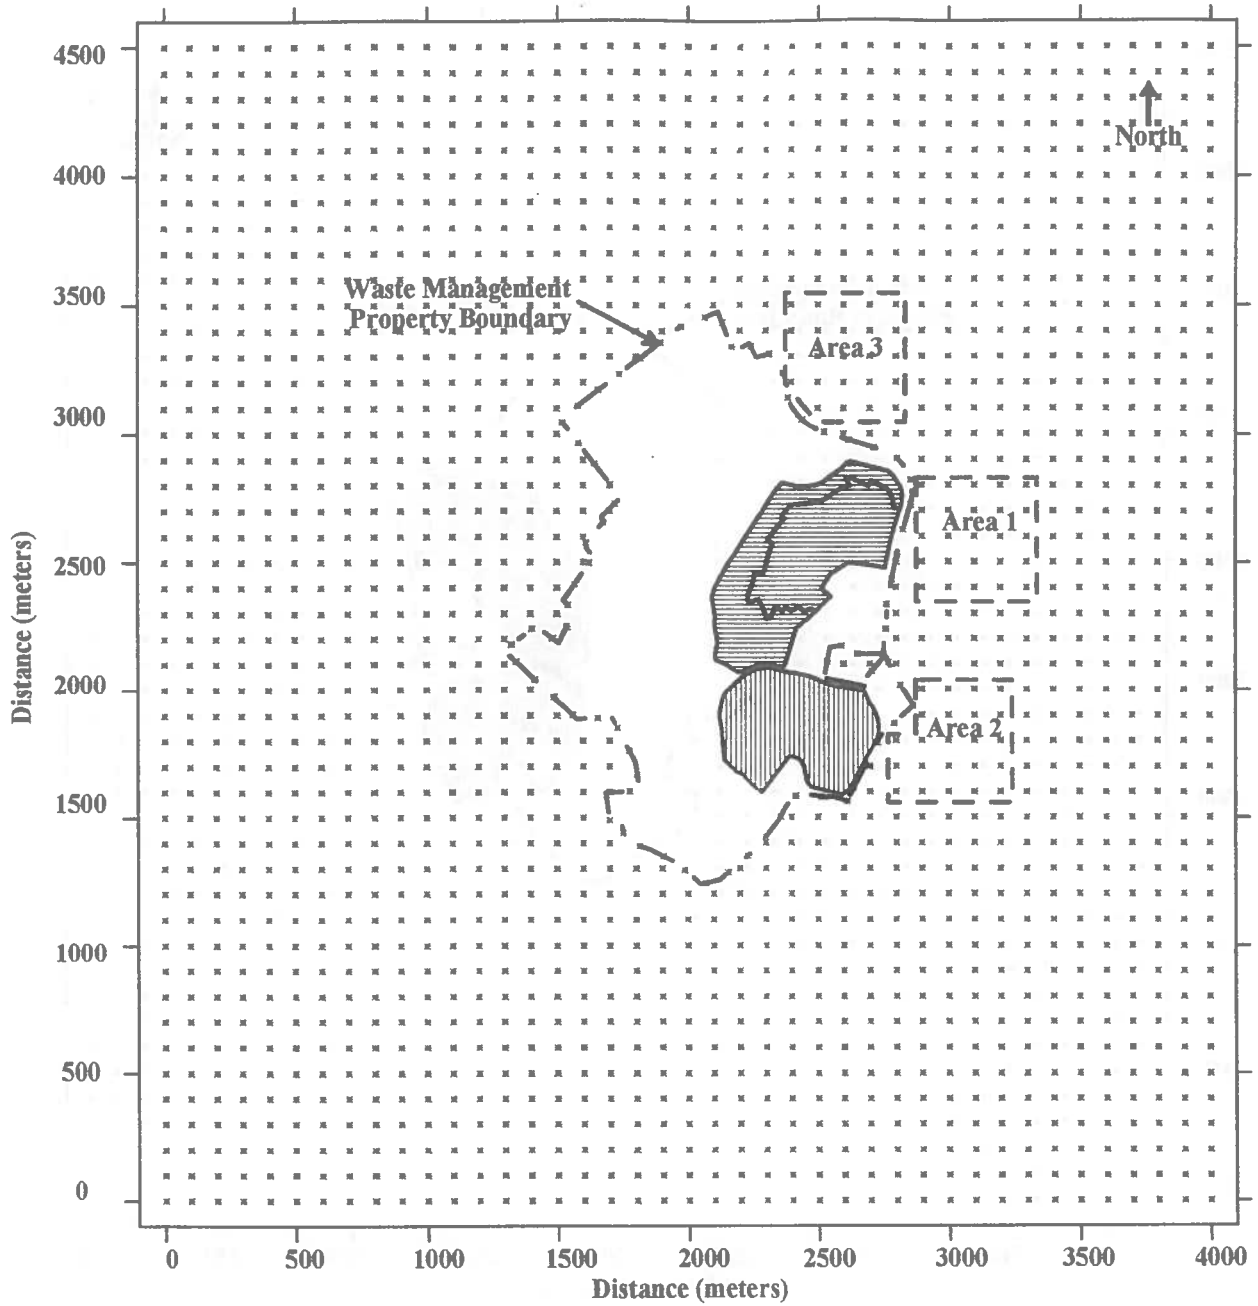 4500
North
4000
Waste Management
Property Boundary
3500
Area 3
3000
Area 1
2500
Distance (meters)
2000
Area 2
1500
1000
500
0
0 500 1000 1500 2000 2500 3000 3500 4000
Distance (meters)